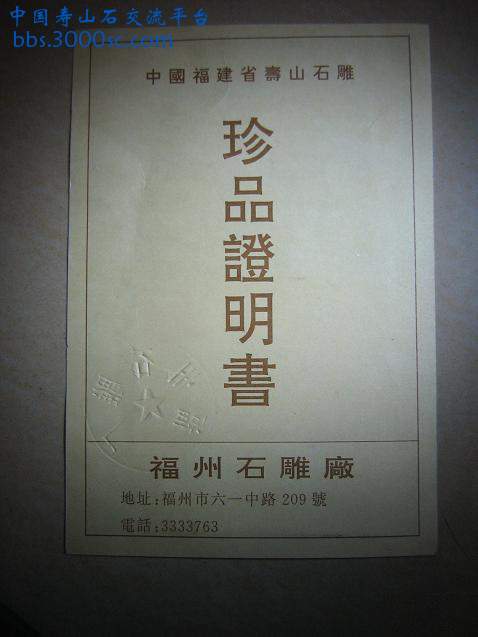 中国寿山石交流平台
bbs.3000sc.com
中國福建省壽山石雕
珍品證明書
福州石雕廠
地址:福州市六一中路209號
電話:3333763